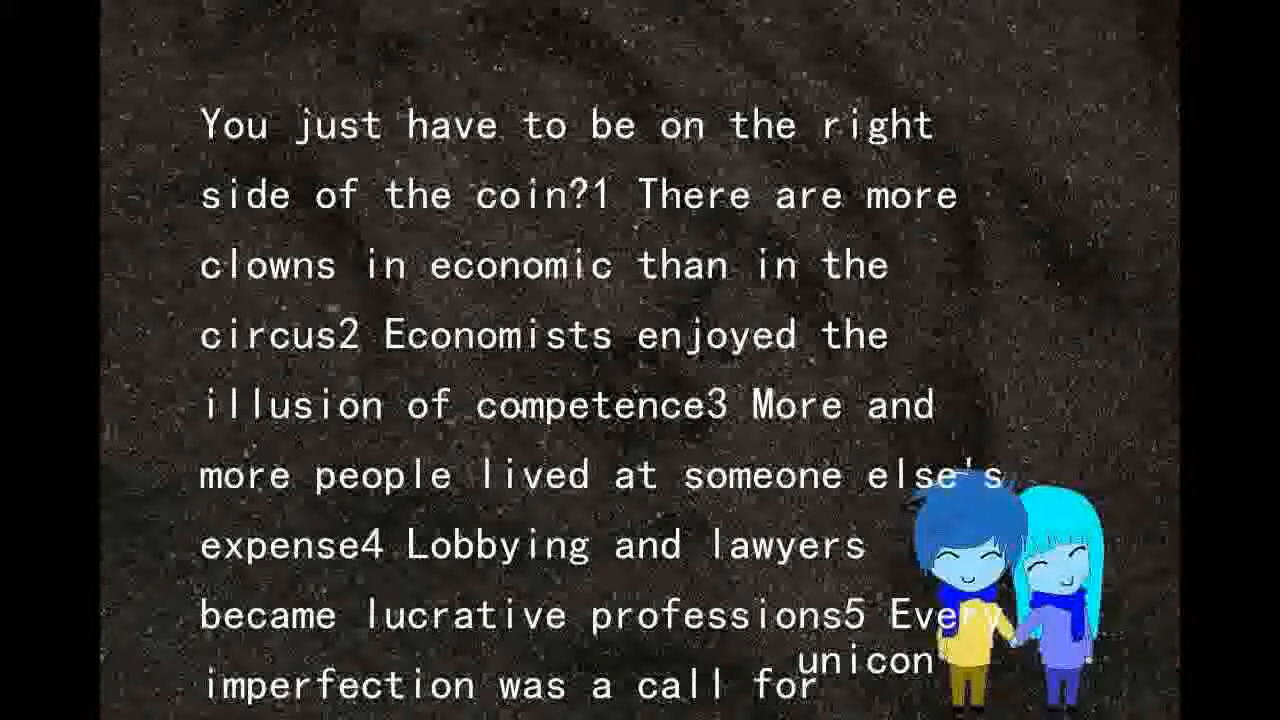 You just have to be on the right
side of the coin?1 There are more
clowns in economic than in the
circus2 Economists enjoyed the
illusion of competence3 More and
more people lived at someone else's
expense4 Lobbying and lawyers
became lucrative professions5 Every
imperfection was a call for
unicon